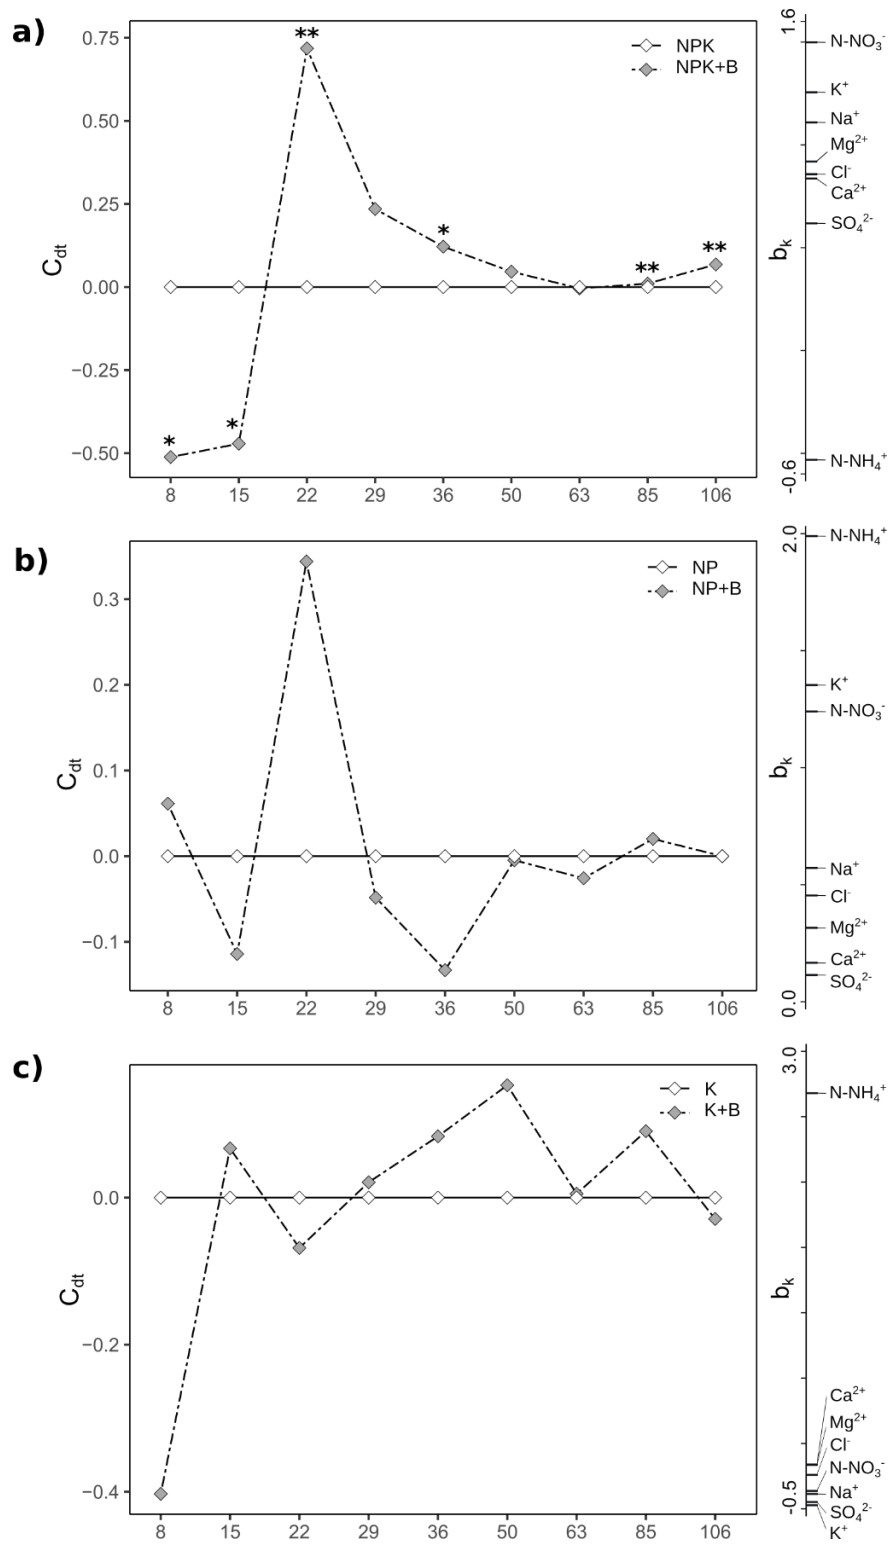 a)
C_dt
0.75
0.50
0.25
0.00
−0.25
−0.50
* * ** * ** **
NPK
NPK+B
8 15 22 29 36 50 63 85 106
b_k
1.6
-0.6
N-NO₃⁻
K⁺
Na⁺
Mg²⁺
Cl⁻
Ca²⁺
SO₄²⁻
N-NH₄⁺
b)
C_dt
0.3
0.2
0.1
0.0
−0.1
NP
NP+B
8 15 22 29 36 50 63 85 106
b_k
2.0
0.0
N-NH₄⁺
K⁺
N-NO₃⁻
Na⁺
Cl⁻
Mg²⁺
Ca²⁺
SO₄²⁻
c)
C_dt
0.0
−0.2
−0.4
K
K+B
8 15 22 29 36 50 63 85 106
b_k
3.0
-0.5
N-NH₄⁺
Ca²⁺
Mg²⁺
Cl⁻
N-NO₃⁻
Na⁺
SO₄²⁻
K⁺